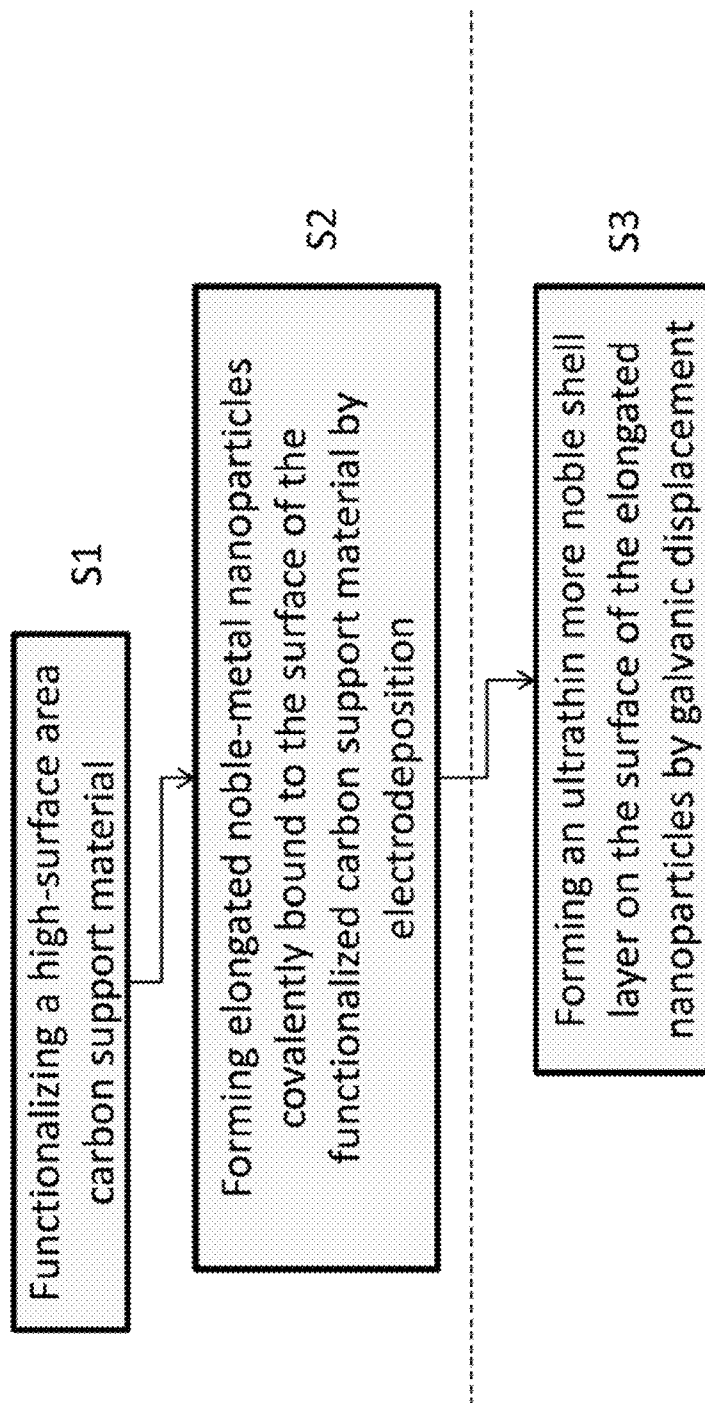 Functionalizing a high-surface area
carbon support material
S1
Forming elongated noble-metal nanoparticles
covalently bound to the surface of the
functionalized carbon support material by
electrodeposition
S2
Forming an ultrathin more noble shell
layer on the surface of the elongated
nanoparticles by galvanic displacement
S3